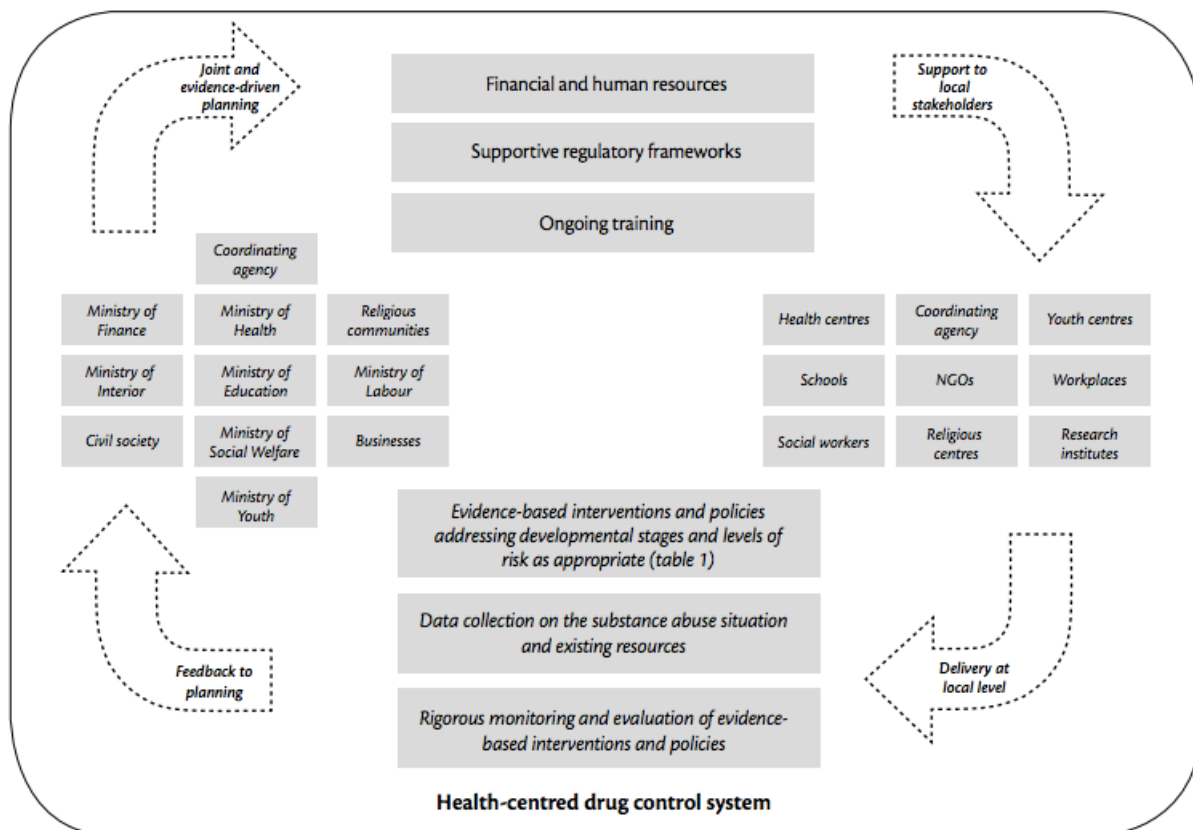 Joint and
evidence-driven
planning
Financial and human resources
Supportive regulatory frameworks
Ongoing training
Support to
local
stakeholders
Coordinating
agency
Ministry of
Finance
Ministry of
Health
Religious
communities
Ministry of
Interior
Ministry of
Education
Ministry of
Labour
Civil society
Ministry of
Social Welfare
Businesses
Ministry of
Youth
Health centres
Coordinating
agency
Youth centres
Schools
NGOs
Workplaces
Social workers
Religious
centres
Research
institutes
Evidence-based interventions and policies
addressing developmental stages and levels of
risk as appropriate (table 1)
Data collection on the substance abuse situation
and existing resources
Rigorous monitoring and evaluation of evidence-
based interventions and policies
Delivery at
local level
Feedback to
planning
Health-centred drug control system